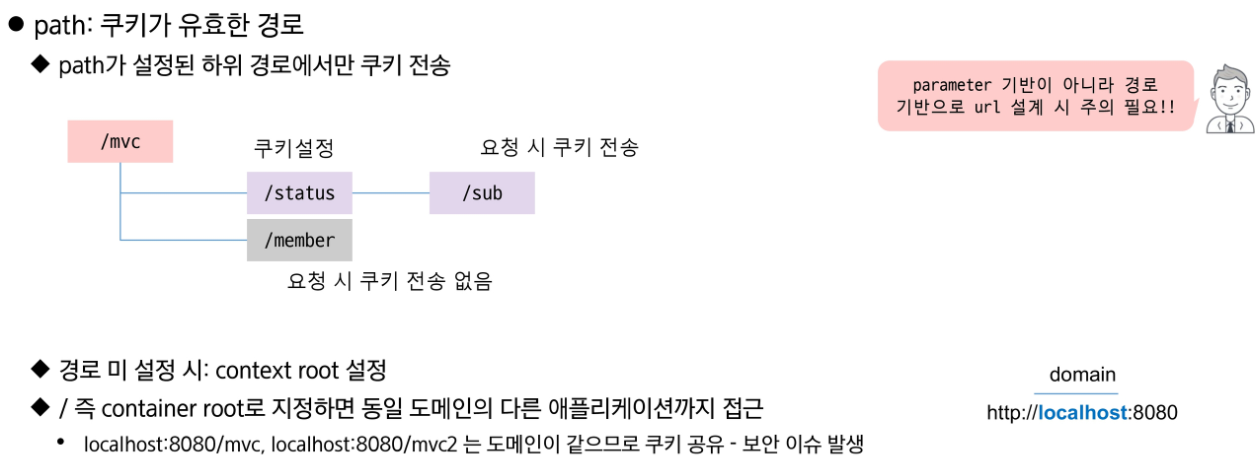 ● path: 쿠키가 유효한 경로
◆ path가 설정된 하위 경로에서만 쿠키 전송
parameter 기반이 아니라 경로
기반으로 url 설계 시 주의 필요!!
/mvc
쿠키설정
요청 시 쿠키 전송
/status
/sub
/member
요청 시 쿠키 전송 없음
◆ 경로 미 설정 시: context root 설정
◆ / 즉 container root로 지정하면 동일 도메인의 다른 애플리케이션까지 접근
• localhost:8080/mvc, localhost:8080/mvc2 는 도메인이 같으므로 쿠키 공유 - 보안 이슈 발생
domain
http://localhost:8080